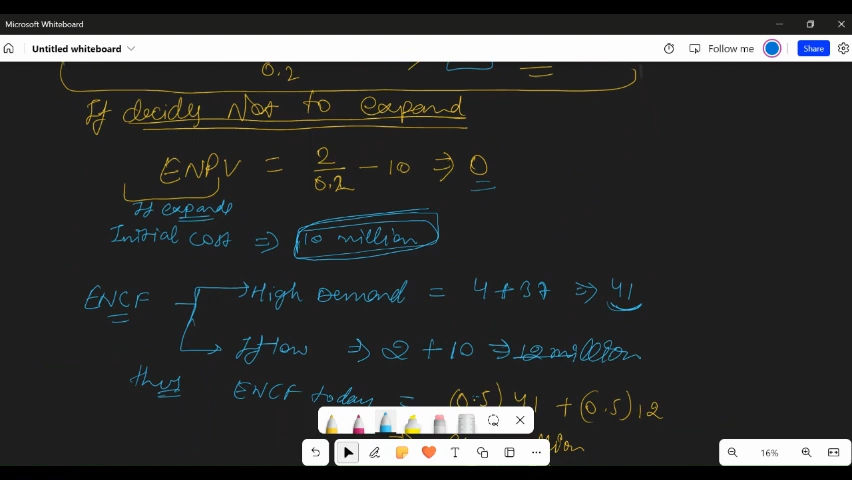 Microsoft Whiteboard
Untitled whiteboard
Follow me
Share
0.2
If decidy Not to expand
ENPV = 2/0.2 - 10 ⇒ 0
If expands
Initial cost ⇒ 10 million
ENCF
High Demand = 4 + 37 ⇒ 41
If low ⇒ 2 + 10 ⇒ 12 million
thus ENCF today = (0.5) 41 + (0.5) 12
16%